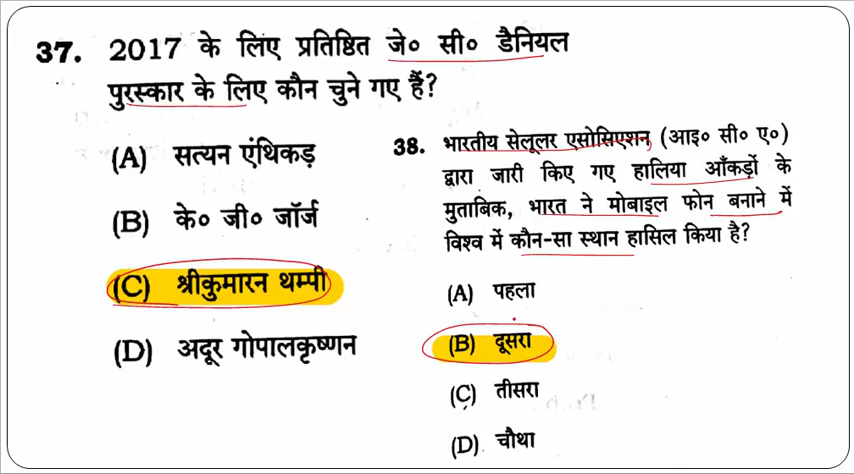 37. 2017 के लिए प्रतिष्ठित जे० सी० डैनियल
पुरस्कार के लिए कौन चुने गए हैं?
(A) सत्यन एंथिकड़
(B) के० जी० जॉर्ज
(C) श्रीकुमारन थम्पी
(D) अदूर गोपालकृष्णन
38. भारतीय सेलूलर एसोसिएशन (आइ० सी० ए०)
द्वारा जारी किए गए हालिया आँकड़ों के
मुताबिक, भारत ने मोबाइल फोन बनाने में
विश्व में कौन-सा स्थान हासिल किया है?
(A) पहला
(B) दूसरा
(C) तीसरा
(D) चौथा